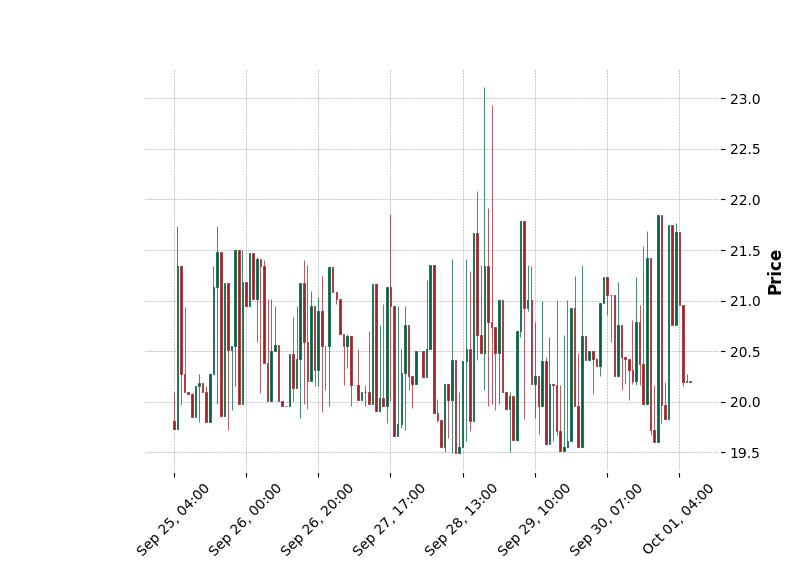 23.0
22.5
22.0
21.5
21.0
20.5
20.0
19.5
Price
Sep 25, 04:00
Sep 26, 00:00
Sep 26, 20:00
Sep 27, 17:00
Sep 28, 13:00
Sep 29, 10:00
Sep 30, 07:00
Oct 01, 04:00